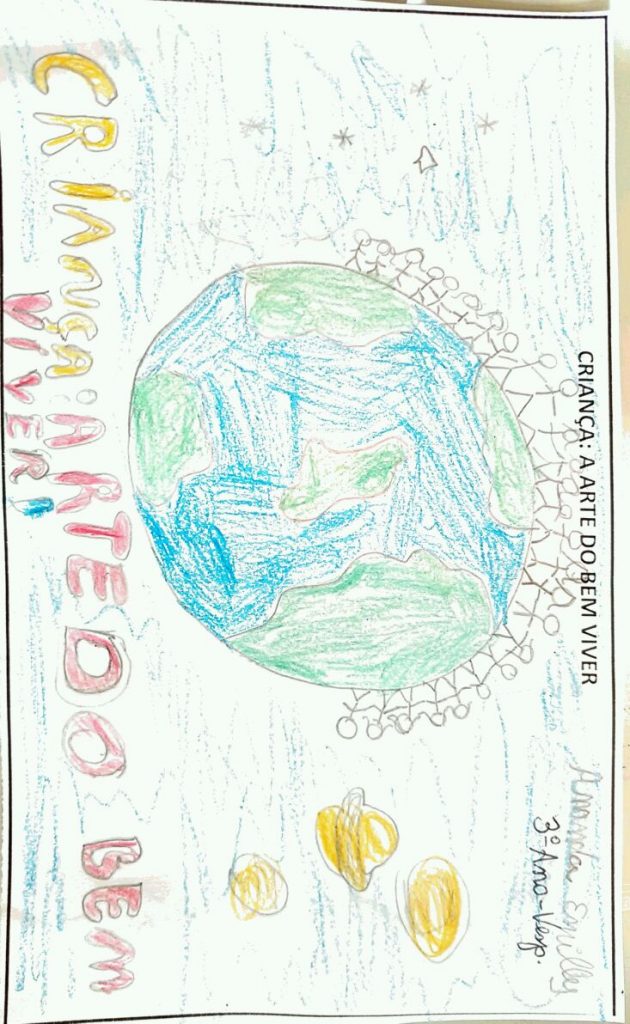 CRIANÇA: A ARTE DO BEM VIVER
Amanda Emilly
3º Ano-Vesp.
CRIANÇA: ARTE DO BEM
VIVER!